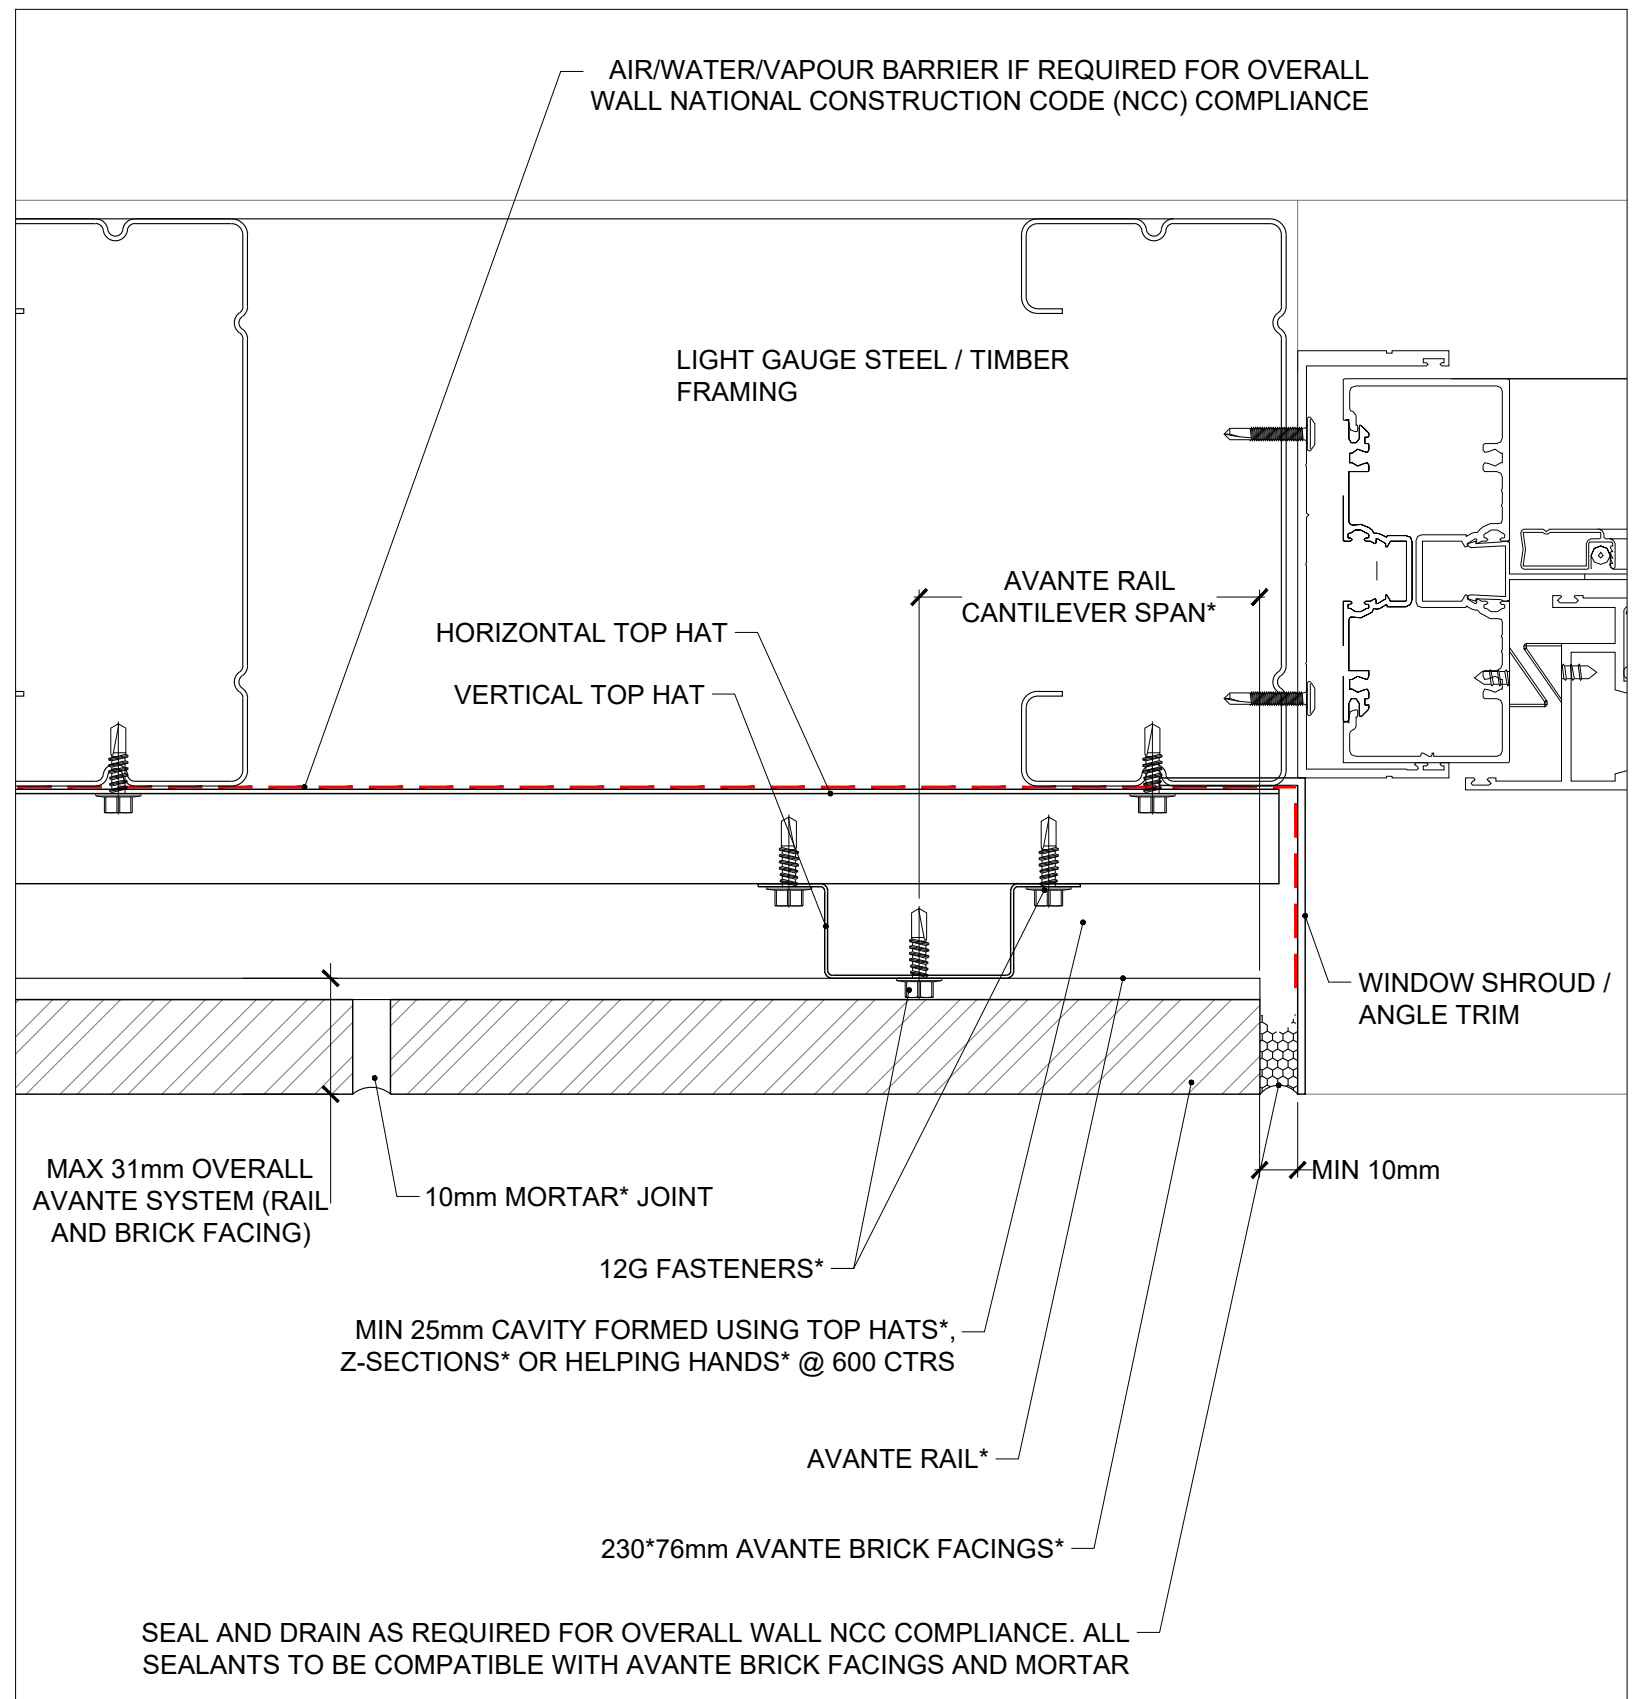 AIR/WATER/VAPOUR BARRIER IF REQUIRED FOR OVERALL
WALL NATIONAL CONSTRUCTION CODE (NCC) COMPLIANCE
LIGHT GAUGE STEEL / TIMBER
FRAMING
AVANTE RAIL
CANTILEVER SPAN*
HORIZONTAL TOP HAT
VERTICAL TOP HAT
WINDOW SHROUD /
ANGLE TRIM
MAX 31mm OVERALL
AVANTE SYSTEM (RAIL
AND BRICK FACING)
MIN 10mm
10mm MORTAR* JOINT
12G FASTENERS*
MIN 25mm CAVITY FORMED USING TOP HATS*,
Z-SECTIONS* OR HELPING HANDS* @ 600 CTRS
AVANTE RAIL*
230*76mm AVANTE BRICK FACINGS*
SEAL AND DRAIN AS REQUIRED FOR OVERALL WALL NCC COMPLIANCE. ALL
SEALANTS TO BE COMPATIBLE WITH AVANTE BRICK FACINGS AND MORTAR